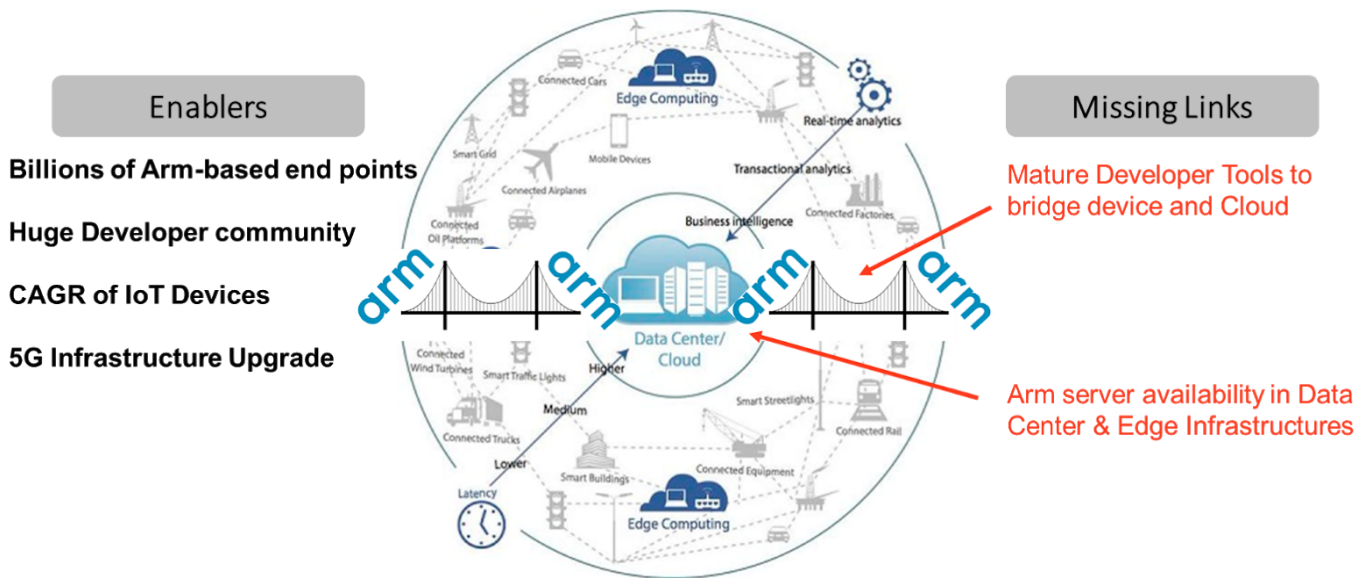 Enablers
Billions of Arm-based end points
Huge Developer community
CAGR of IoT Devices
5G Infrastructure Upgrade
Connected Cars
Edge Computing
Real-time analytics
Smart Grid
Mobile Devices
Transactional analytics
Connected Airplanes
Connected Factories
Connected
Oil Platforms
Business intelligence
arm
arm
arm
arm
Data Center/
Cloud
Connected
Wind Turbines
Smart Traffic Lights
Higher
Medium
Smart Streetlights
Connected Trucks
Connected Rail
Lower
Smart Buildings
Connected Equipment
Latency
Edge Computing
Missing Links
Mature Developer Tools to
bridge device and Cloud
Arm server availability in Data
Center & Edge Infrastructures